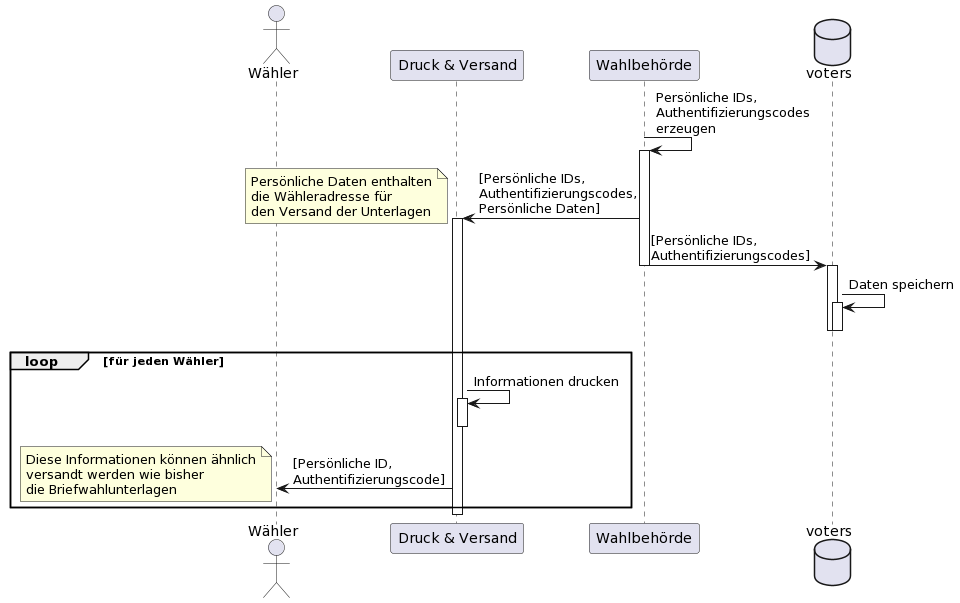 Wähler
Druck & Versand
Wahlbehörde
voters
Persönliche IDs,
Authentifizierungscodes
erzeugen
Persönliche Daten enthalten
die Wähleradresse für
den Versand der Unterlagen
[Persönliche IDs,
Authentifizierungscodes,
Persönliche Daten]
[Persönliche IDs,
Authentifizierungscodes]
Daten speichern
loop
[für jeden Wähler]
Informationen drucken
Diese Informationen können ähnlich
versandt werden wie bisher
die Briefwahlunterlagen
[Persönliche ID,
Authentifizierungscode]
Wähler
Druck & Versand
Wahlbehörde
voters